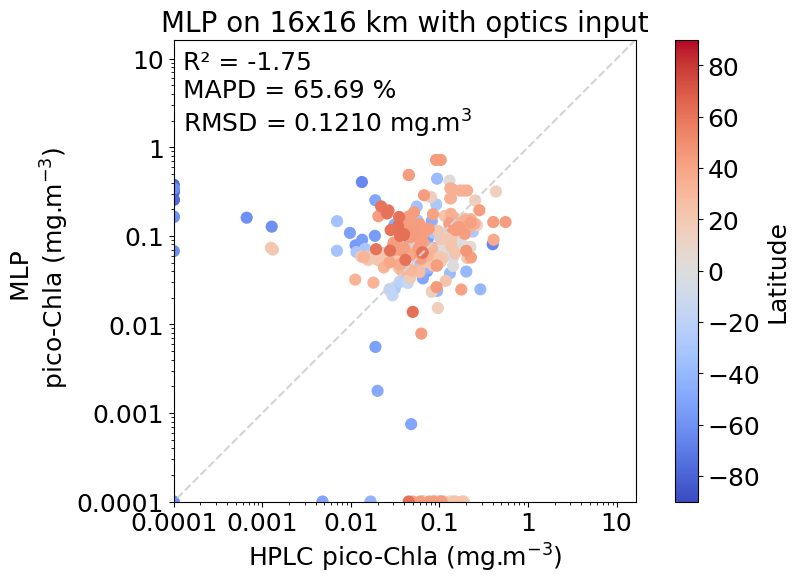 MLP on 16x16 km with optics input
R² = -1.75
MAPD = 65.69 %
RMSD = 0.1210 mg.m³
10
1
0.1
0.01
0.001
0.0001
MLP
pico-Chla (mg.m⁻³)
0.0001 0.001 0.01 0.1 1 10
HPLC pico-Chla (mg.m⁻³)
80
60
40
20
0
−20
−40
−60
−80
Latitude